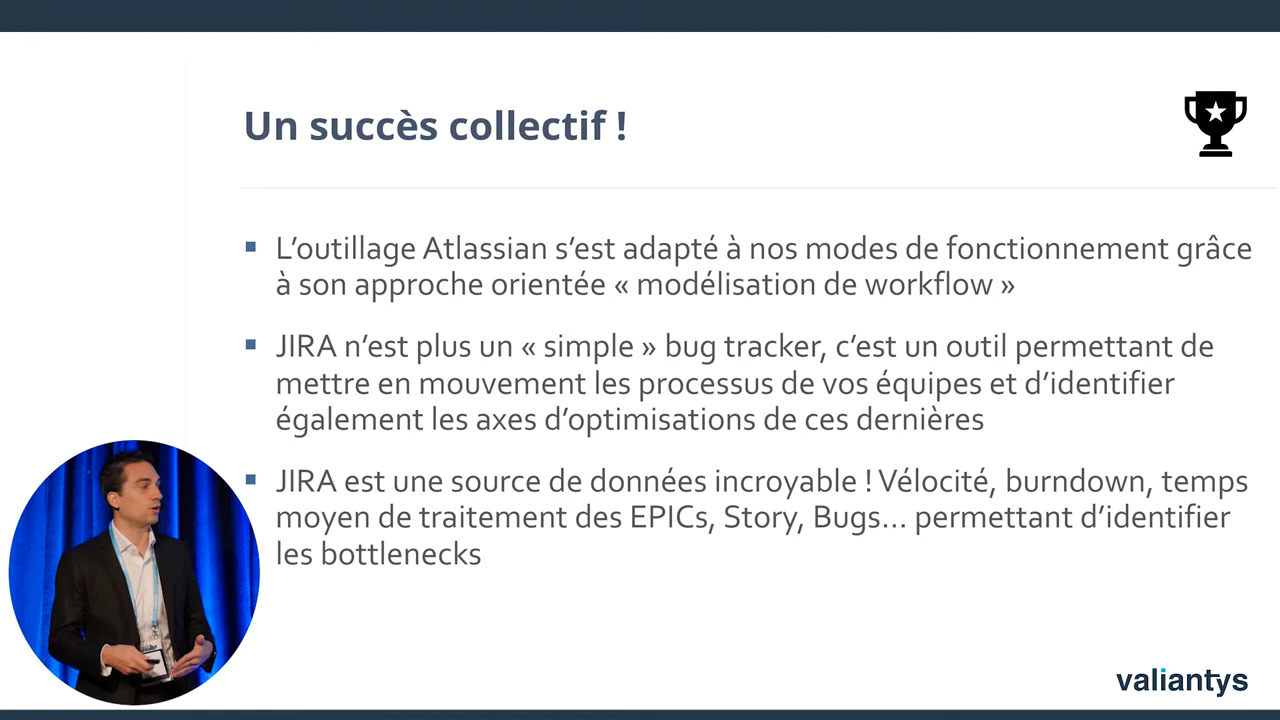 Un succès collectif !
L’outillage Atlassian s’est adapté à nos modes de fonctionnement grâce
à son approche orientée « modélisation de workflow »
JIRA n’est plus un « simple » bug tracker, c’est un outil permettant de
mettre en mouvement les processus de vos équipes et d’identifier
également les axes d’optimisations de ces dernières
JIRA est une source de données incroyable ! Vélocité, burndown, temps
moyen de traitement des EPICs, Story, Bugs... permettant d’identifier
les bottlenecks
valiantys